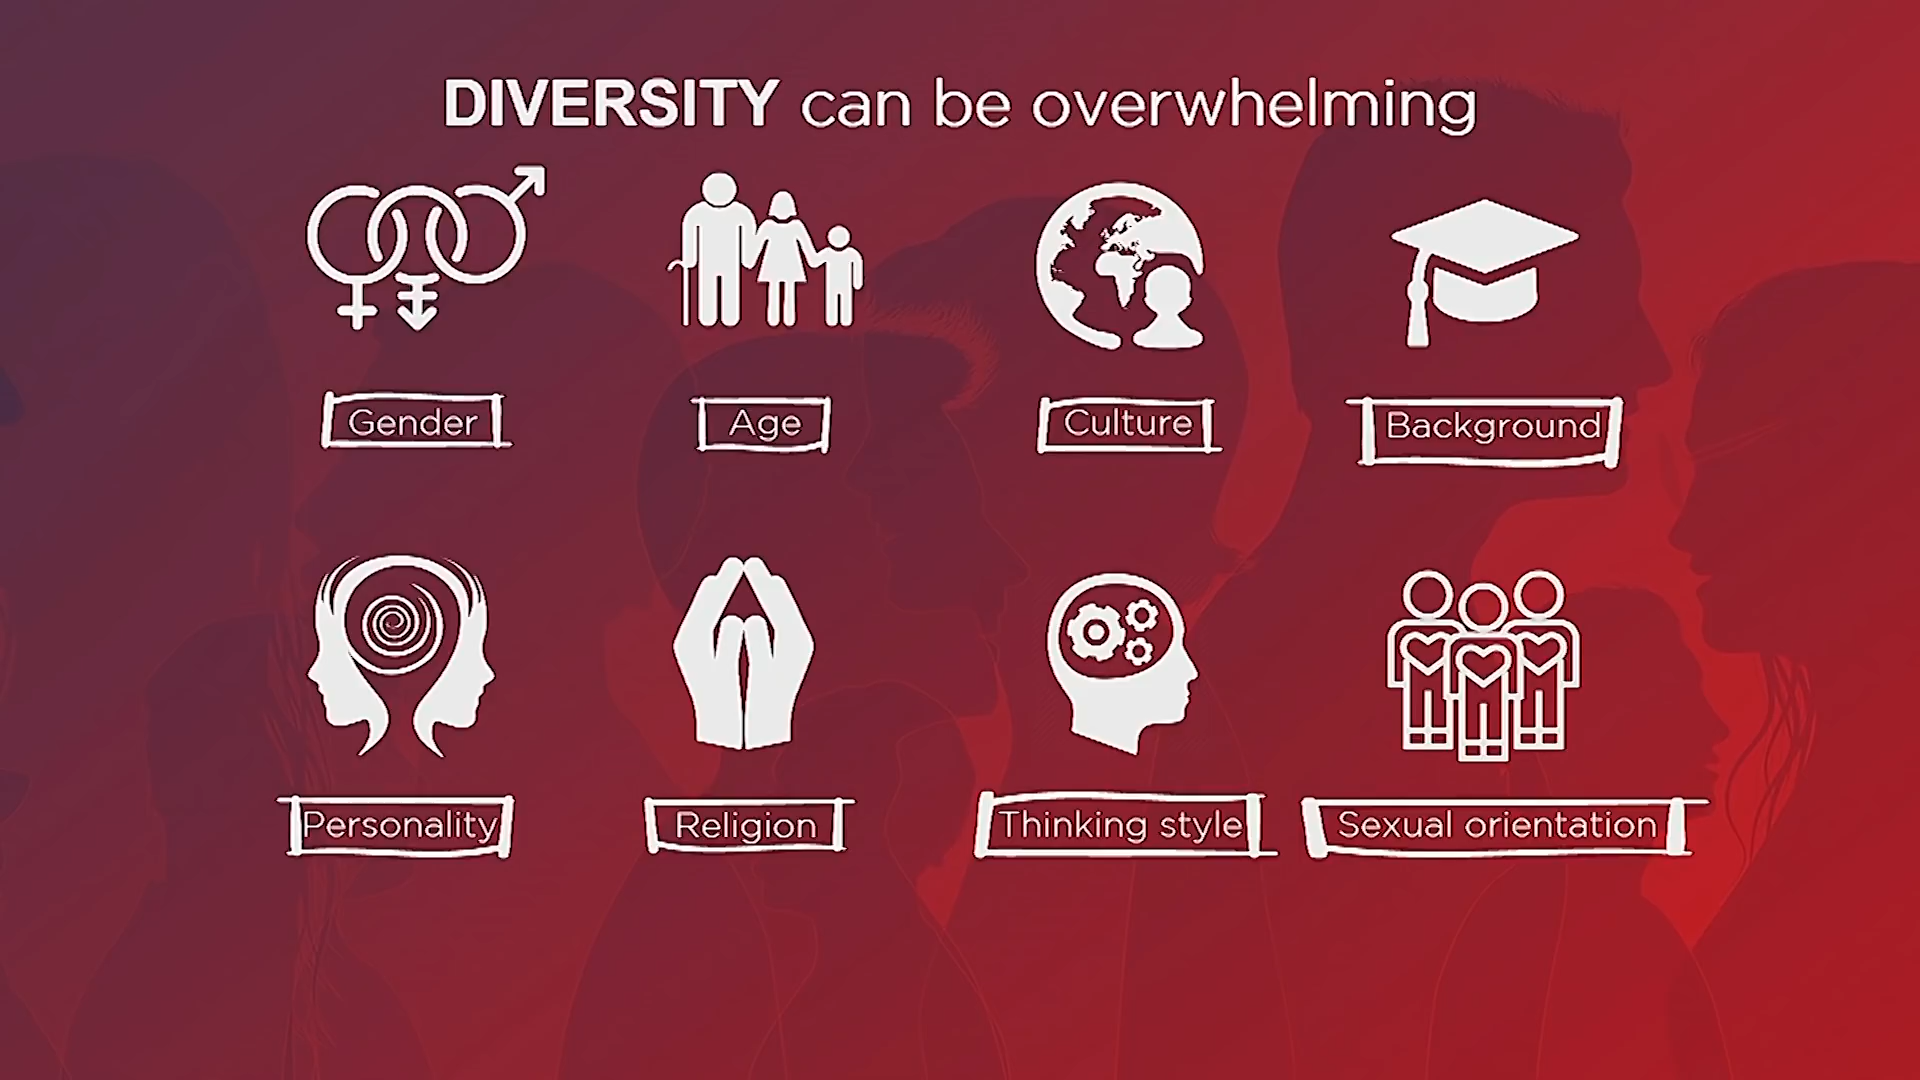 DIVERSITY can be overwhelming
Gender
Age
Culture
Background
Personality
Religion
Thinking style
Sexual orientation